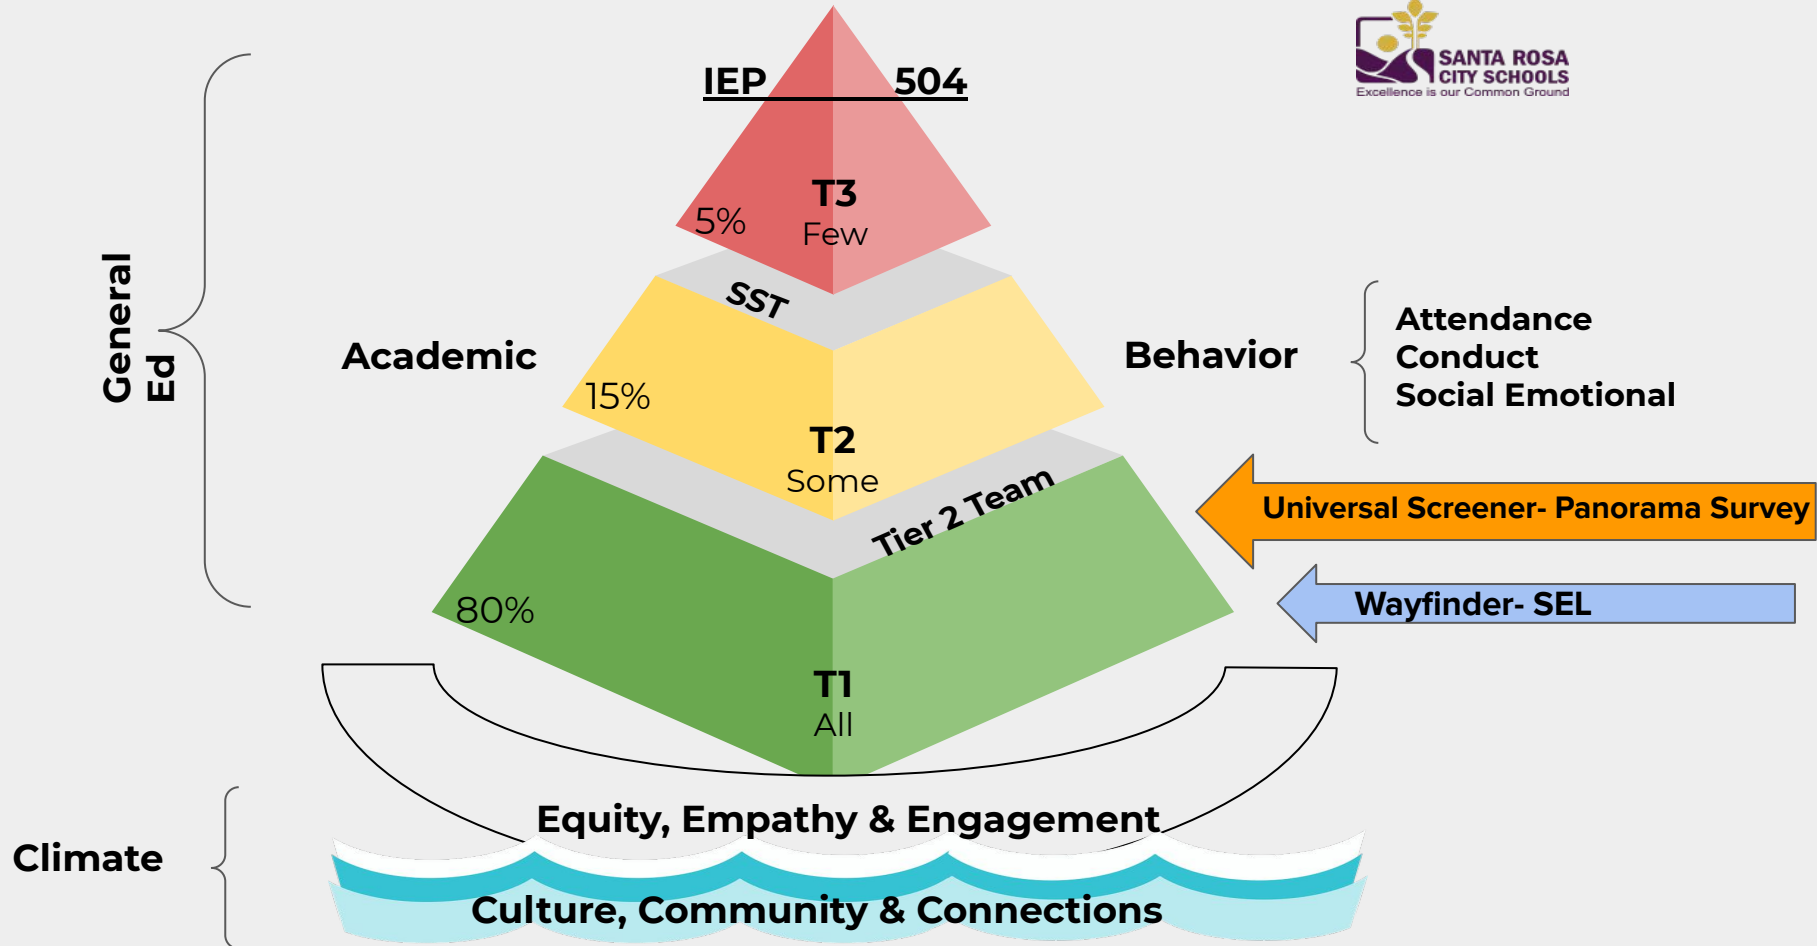 SANTA ROSA
CITY SCHOOLS
Excellence is our Common Ground
IEP 504
T3
5%
Few
SST
General
Ed
Academic
15%
T2
Some
Behavior
Attendance
Conduct
Social Emotional
Tier 2 Team
Universal Screener- Panorama Survey
Wayfinder- SEL
80%
T1
All
Equity, Empathy & Engagement
Climate
Culture, Community & Connections